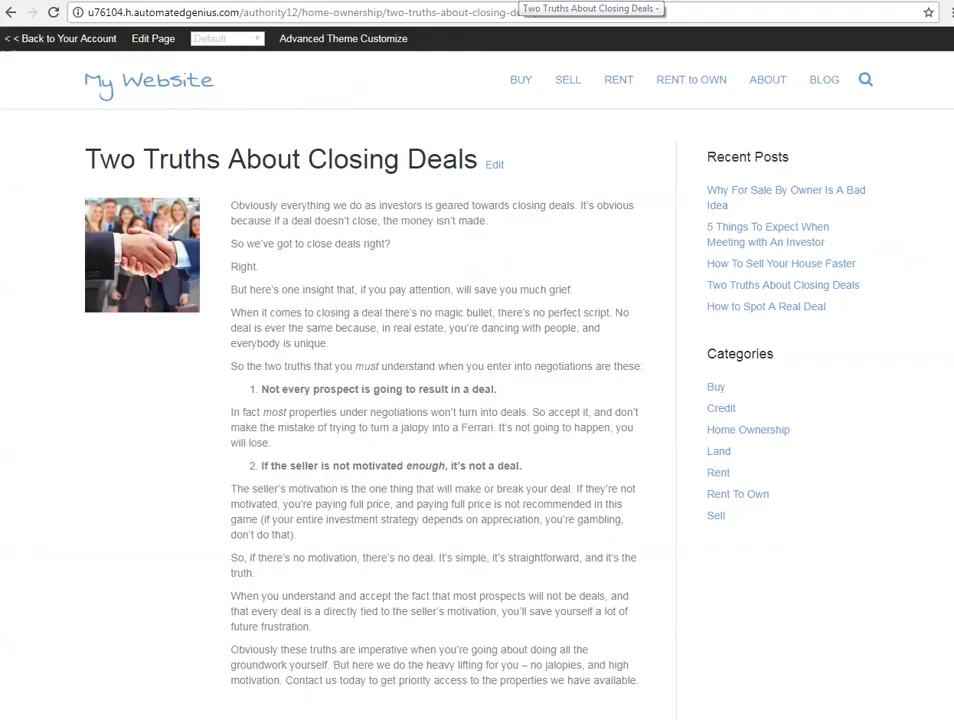 u76104.h.automatedgenius.com/authority12/home-ownership/two-truths-about-closing-de
Two Truths About Closing Deals -
< < Back to Your Account Edit Page Default Advanced Theme Customize
My Website BUY SELL RENT RENT to OWN ABOUT BLOG
Two Truths About Closing Deals Edit
Obviously everything we do as investors is geared towards closing deals. It's obvious
because if a deal doesn't close, the money isn't made.
So we've got to close deals right?
Right.
But here's one insight that, if you pay attention, will save you much grief.
When it comes to closing a deal there's no magic bullet, there's no perfect script. No
deal is ever the same because, in real estate, you're dancing with people, and
everybody is unique.
So the two truths that you must understand when you enter into negotiations are these:
1. Not every prospect is going to result in a deal.
In fact most properties under negotiations won't turn into deals. So accept it, and don't
make the mistake of trying to turn a jalopy into a Ferrari. It's not going to happen, you
will lose.
2. If the seller is not motivated enough, it's not a deal.
The seller's motivation is the one thing that will make or break your deal. If they're not
motivated, you're paying full price, and paying full price is not recommended in this
game (if your entire investment strategy depends on appreciation, you're gambling,
don't do that).
So, if there's no motivation, there's no deal. It's simple, it's straightforward, and it's the
truth.
When you understand and accept the fact that most prospects will not be deals, and
that every deal is a directly tied to the seller's motivation, you'll save yourself a lot of
future frustration.
Obviously these truths are imperative when you're going about doing all the
groundwork yourself. But here we do the heavy lifting for you – no jalopies, and high
motivation. Contact us today to get priority access to the properties we have available.
Recent Posts
Why For Sale By Owner Is A Bad
Idea
5 Things To Expect When
Meeting with An Investor
How To Sell Your House Faster
Two Truths About Closing Deals
How to Spot A Real Deal
Categories
Buy
Credit
Home Ownership
Land
Rent
Rent To Own
Sell